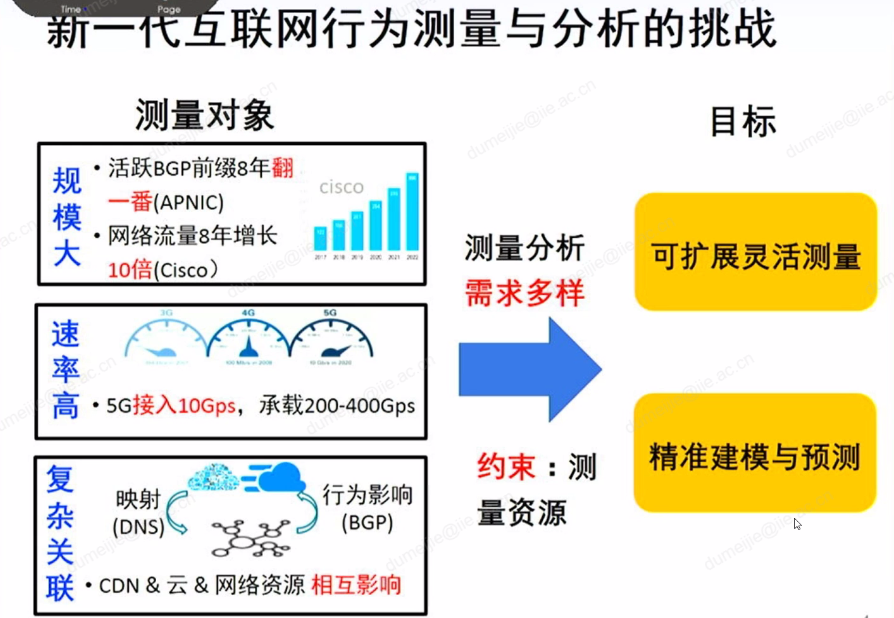 Time Page
新一代互联网行为测量与分析的挑战
测量对象
规模大
• 活跃BGP前缀8年翻
一番(APNIC)
• 网络流量8年增长
10倍(Cisco）
cisco
2017 2018 2019 2020 2021 2022
速率高
3G 4G 5G
• 5G接入10Gps，承载200-400Gps
复杂关联
映射
(DNS)
行为影响
(BGP)
• CDN & 云 & 网络资源 相互影响
测量分析
需求多样
约束：测
量资源
目标
可扩展灵活测量
精准建模与预测
dumeijie@iie.ac.cn